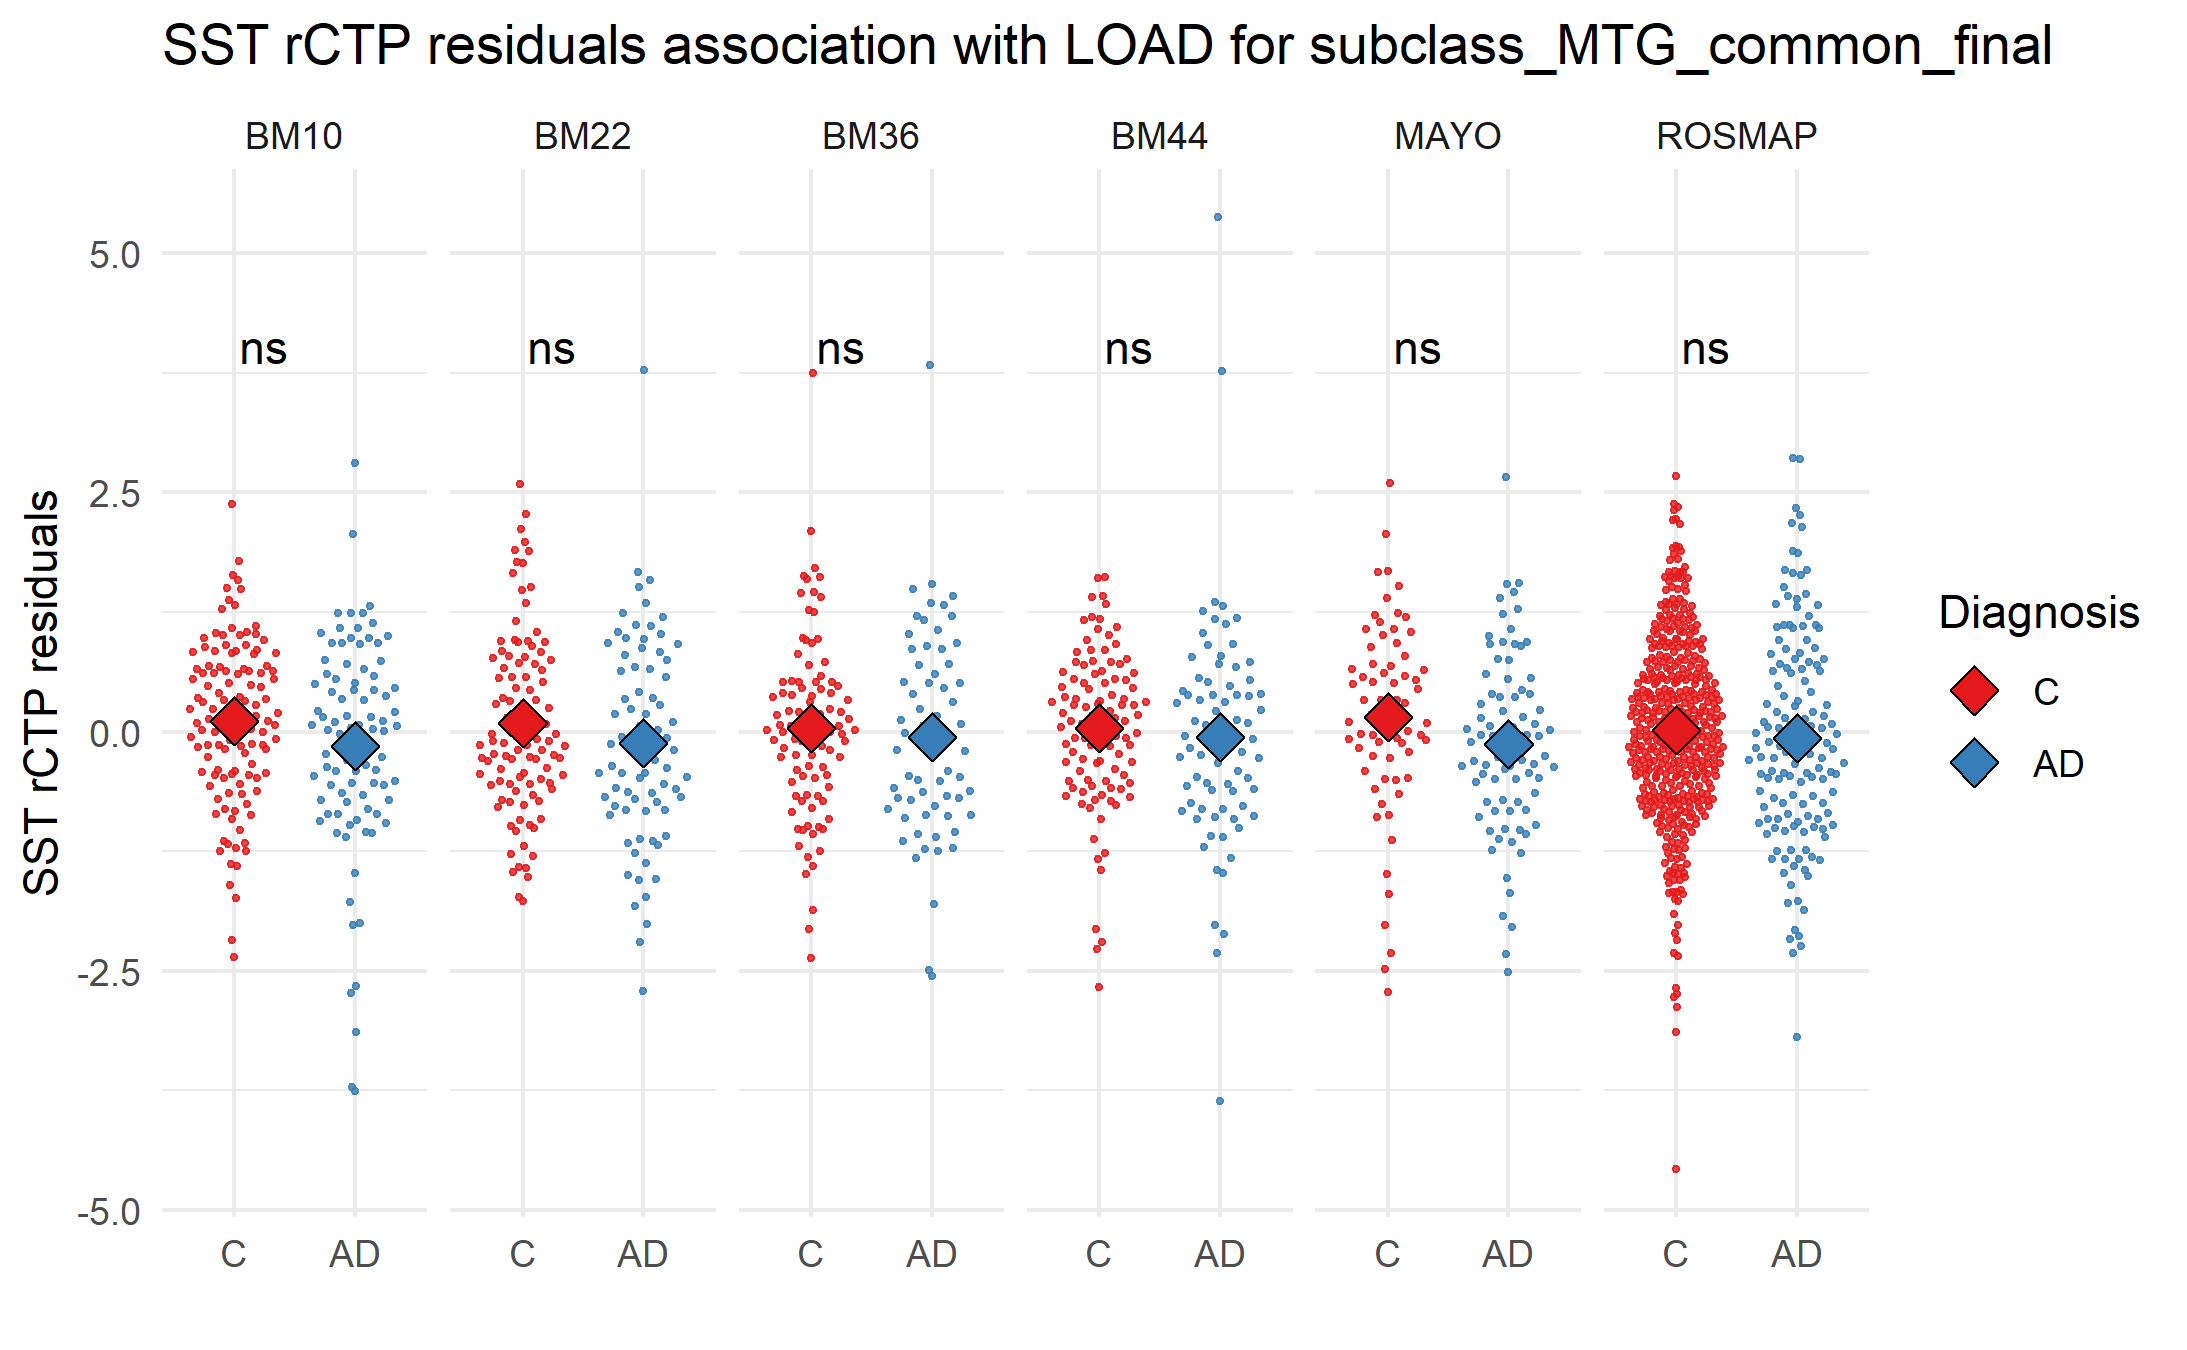 SST rCTP residuals association with LOAD for subclass_MTG_common_final
BM10 BM22 BM36 BM44 MAYO ROSMAP
5.0
ns ns ns ns ns ns
2.5
0.0
-2.5
-5.0
SST rCTP residuals
C AD C AD C AD C AD C AD C AD
Diagnosis
C
AD